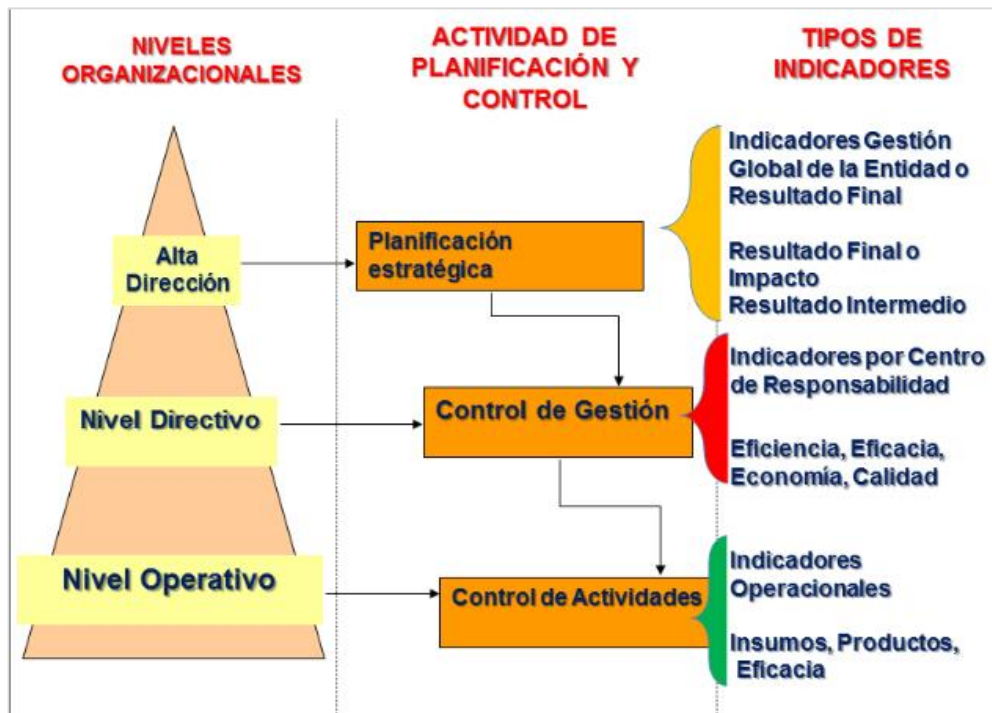 NIVELES
ORGANIZACIONALES
ACTIVIDAD DE
PLANIFICACIÓN Y
CONTROL
TIPOS DE
INDICADORES
Alta
Dirección
Planificación
estratégica
Indicadores Gestión
Global de la Entidad o
Resultado Final
Resultado Final o
Impacto
Resultado Intermedio
Nivel Directivo
Control de Gestión
Indicadores por Centro
de Responsabilidad
Eficiencia, Eficacia,
Economía, Calidad
Nivel Operativo
Control de Actividades
Indicadores
Operacionales
Insumos, Productos,
Eficacia